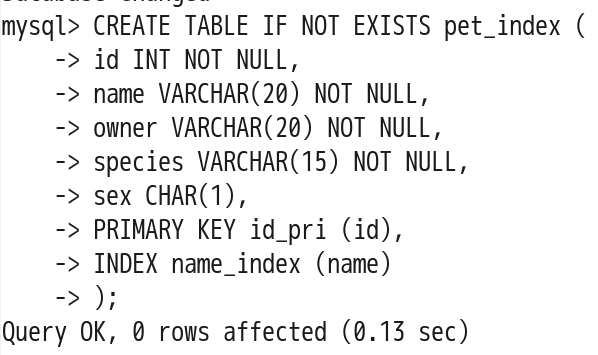 mysql> CREATE TABLE IF NOT EXISTS pet_index (
    -> id INT NOT NULL,
    -> name VARCHAR(20) NOT NULL,
    -> owner VARCHAR(20) NOT NULL,
    -> species VARCHAR(15) NOT NULL,
    -> sex CHAR(1),
    -> PRIMARY KEY id_pri (id),
    -> INDEX name_index (name)
    -> );
Query OK, 0 rows affected (0.13 sec)